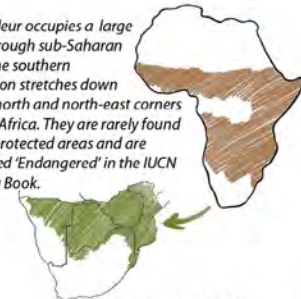 leur occupies a large
rough sub-Saharan
he southern
on stretches down
north and north-east corners
Africa. They are rarely found
protected areas and are
ed 'Endangered' in the IUCN
Book.